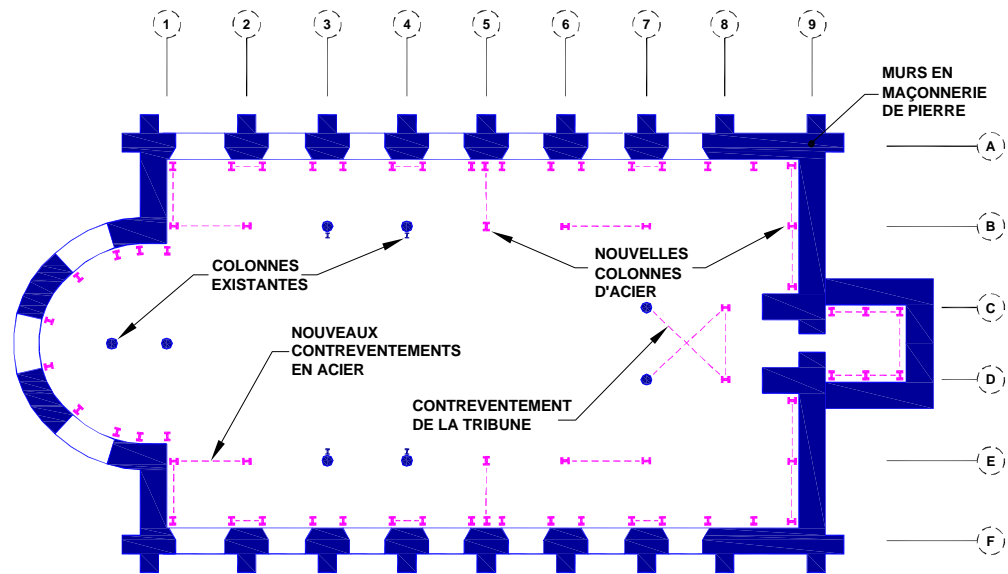 1
2
3
4
5
6
7
8
9
MURS EN
MAÇONNERIE
DE PIERRE
A
B
COLONNES
EXISTANTES
NOUVELLES
COLONNES
D'ACIER
C
NOUVEAUX
CONTREVENTEMENTS
EN ACIER
D
CONTREVENTEMENT
DE LA TRIBUNE
E
F